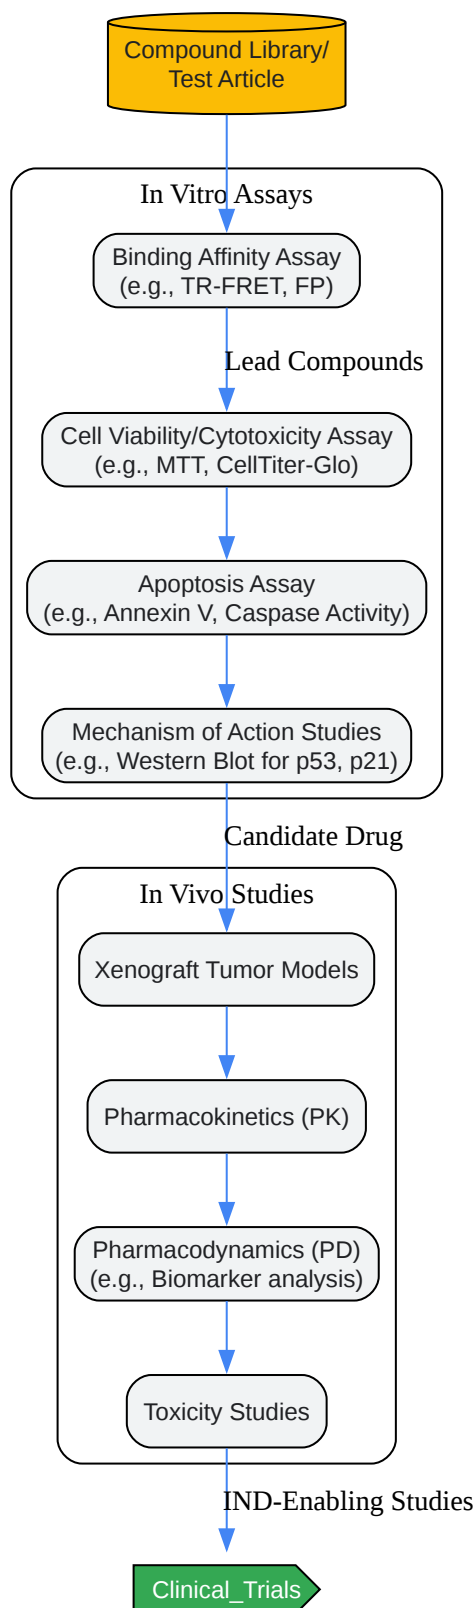 Compound Library/
Test Article
In Vitro Assays
Binding Affinity Assay
(e.g., TR-FRET, FP)
Lead Compounds
Cell Viability/Cytotoxicity Assay
(e.g., MTT, CellTiter-Glo)
Apoptosis Assay
(e.g., Annexin V, Caspase Activity)
Mechanism of Action Studies
(e.g., Western Blot for p53, p21)
Candidate Drug
In Vivo Studies
Xenograft Tumor Models
Pharmacokinetics (PK)
Pharmacodynamics (PD)
(e.g., Biomarker analysis)
Toxicity Studies
IND-Enabling Studies
Clinical_Trials